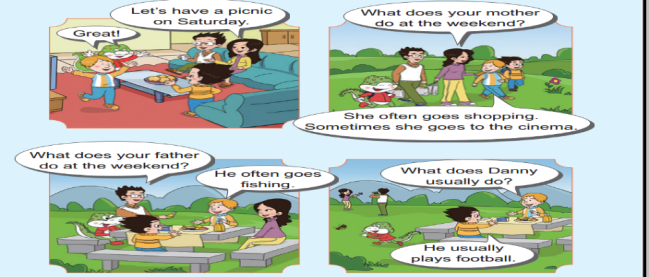 Let's have a picnic
on Saturday.
Great!
What does your mother
do at the weekend?
She often goes shopping.
Sometimes she goes to the cinema.
What does your father
do at the weekend?
He often goes
fishing.
What does Danny
usually do?
He usually
plays football.